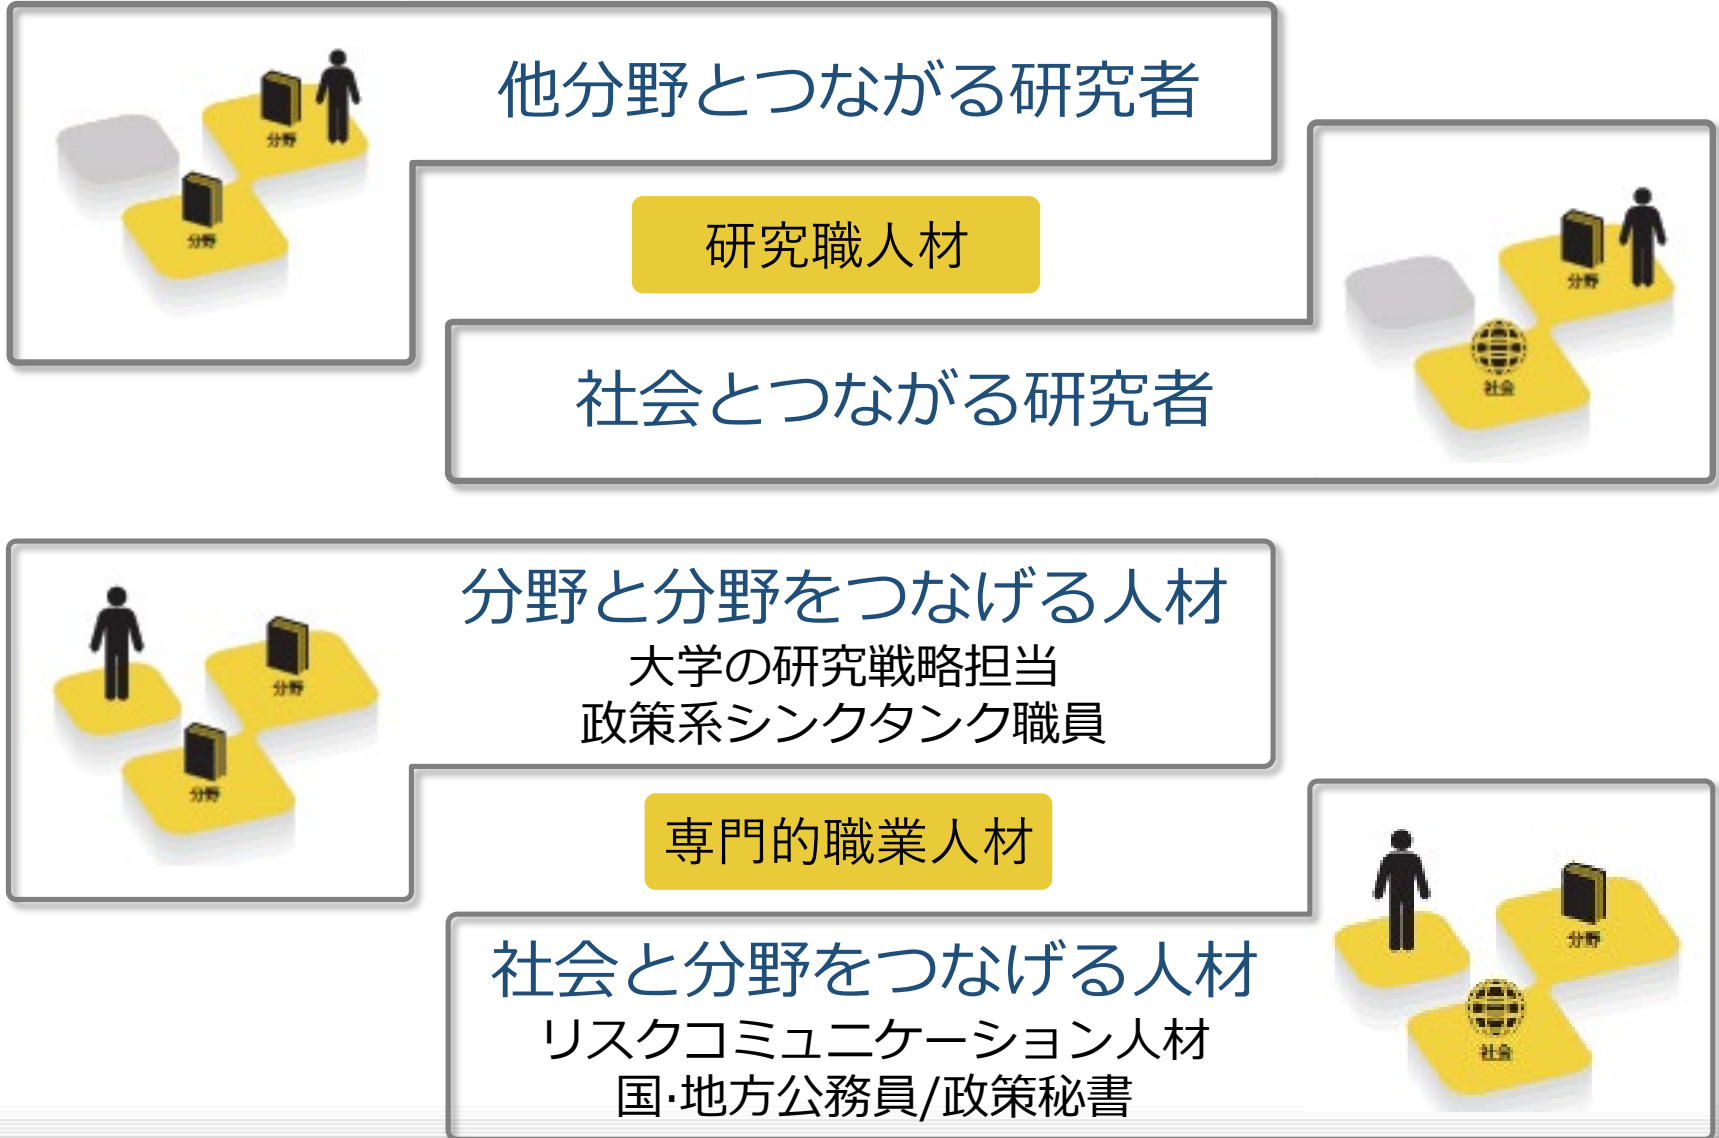 他分野とつながる研究者
分野
分野
研究職人材
社会とつながる研究者
分野
社会
分野と分野をつなげる人材
大学の研究戦略担当
政策系シンクタンク職員
分野
分野
専門的職業人材
社会と分野をつなげる人材
リスクコミュニケーション人材
国·地方公務員/政策秘書
分野
社会